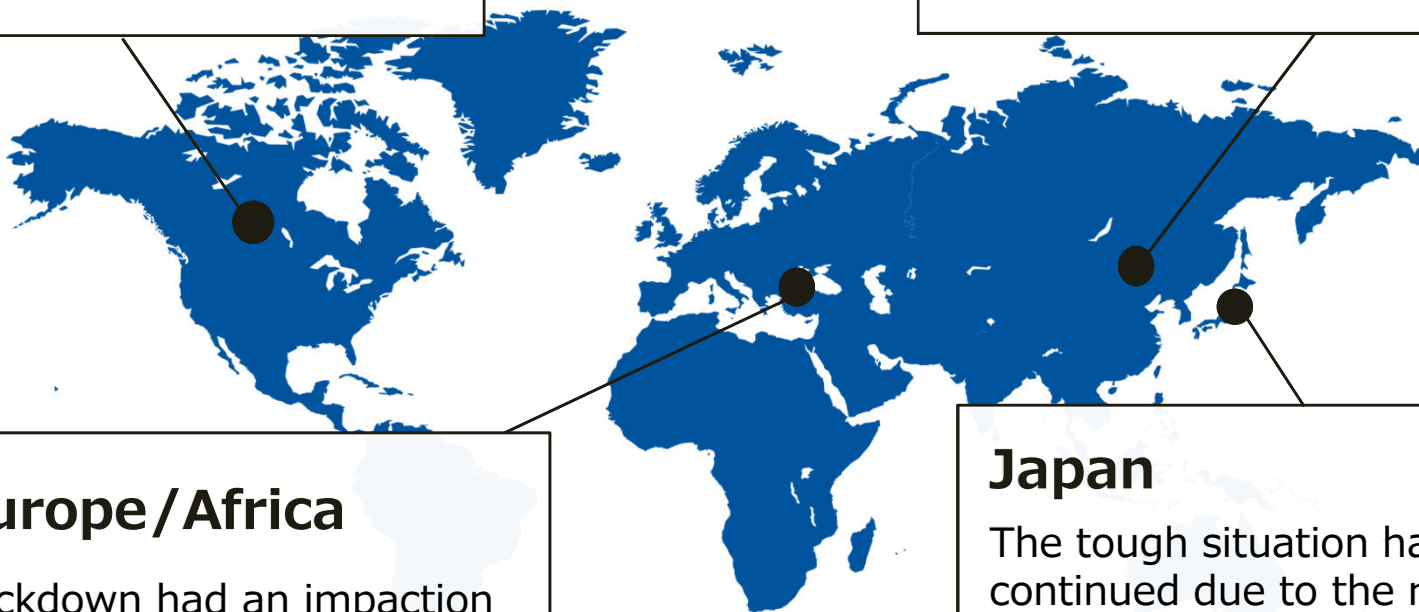 urope/Africa
ckdown had an impaction
Japan
The tough situation ha
continued due to the